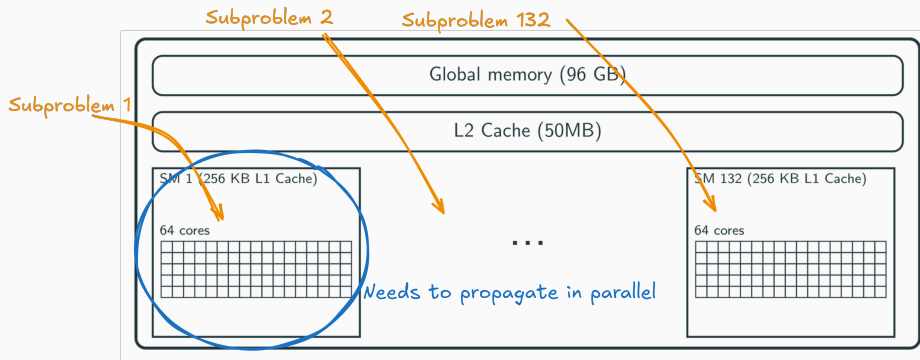 Subproblem 2
Subproblem 132
Global memory (96 GB)
Subproblem 1
L2 Cache (50MB)
SM 1 (256 KB L1 Cache)
SM 132 (256 KB L1 Cache)
64 cores
64 cores
...
Needs to propagate in parallel